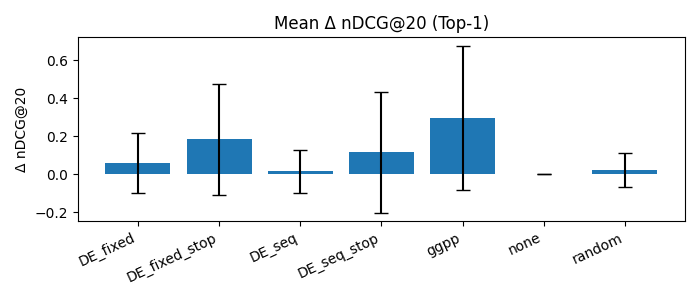 Mean Δ nDCG@20 (Top-1)
Δ nDCG@20
0.6
0.4
0.2
0.0
−0.2
DE_fixed
DE_fixed_stop
DE_seq
DE_seq_stop
ggpp
none
random